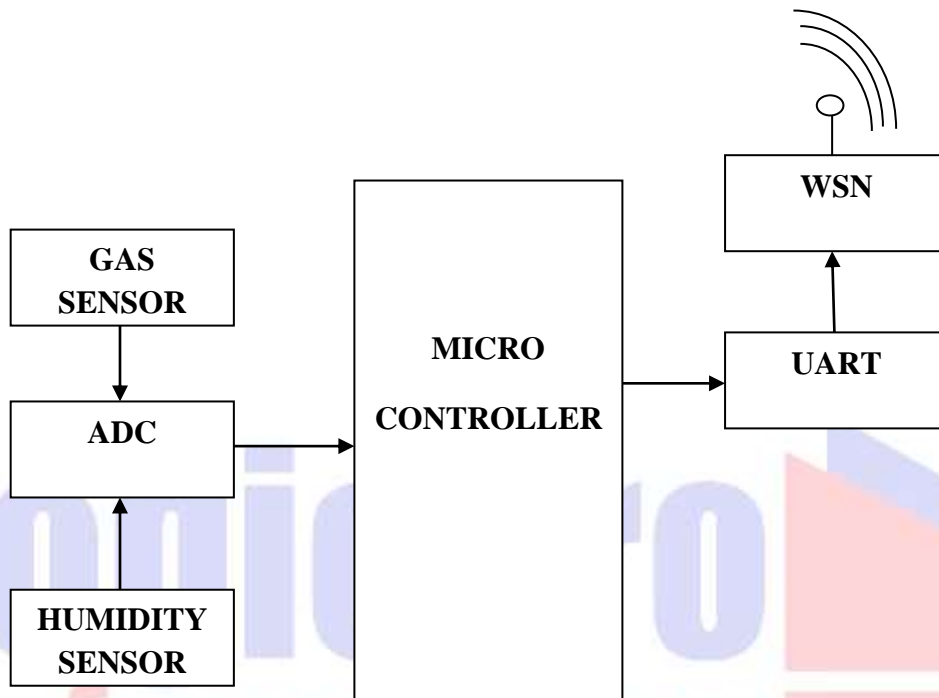 WSN
GAS
SENSOR
MICRO
CONTROLLER
UART
ADC
HUMIDITY
SENSOR